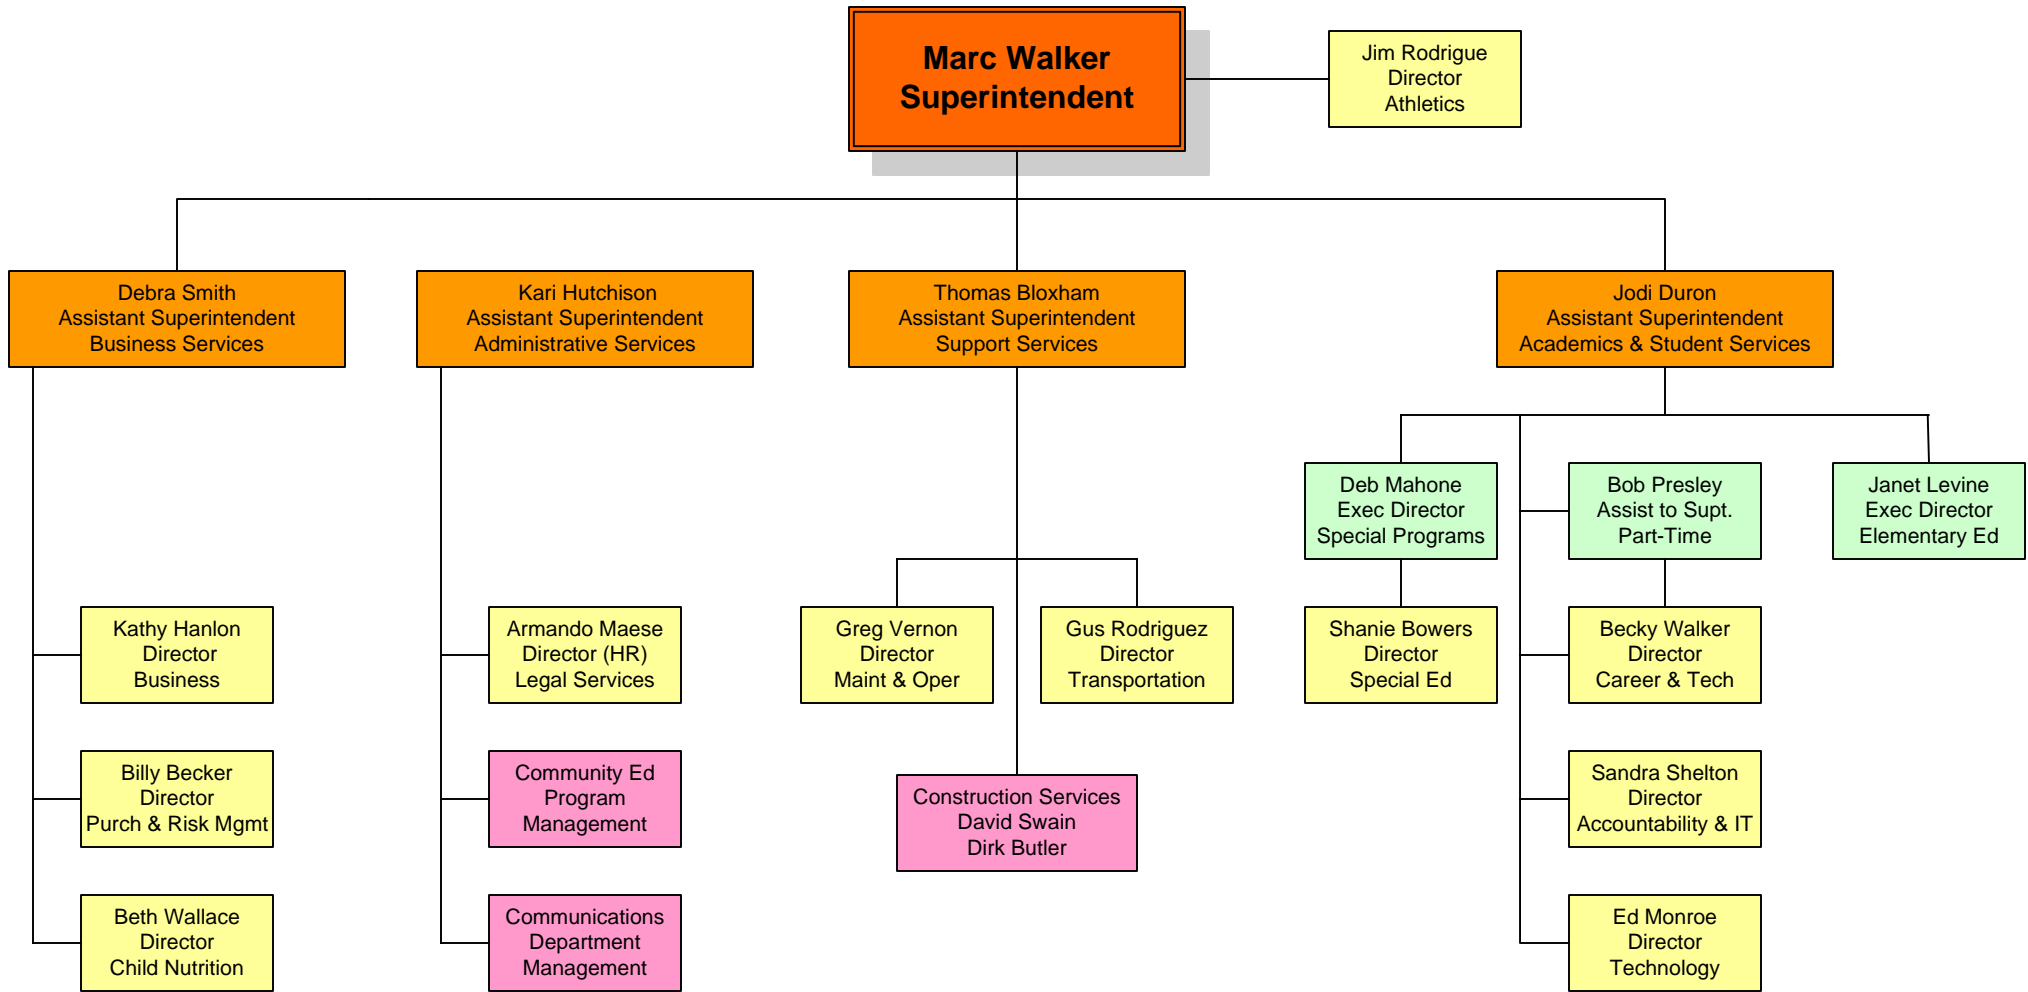 Marc Walker
Superintendent
Jim Rodrigue
Director
Athletics
Debra Smith
Assistant Superintendent
Business Services
Kari Hutchison
Assistant Superintendent
Administrative Services
Thomas Bloxham
Assistant Superintendent
Support Services
Jodi Duron
Assistant Superintendent
Academics & Student Services
Deb Mahone
Exec Director
Special Programs
Bob Presley
Assist to Supt.
Part-Time
Janet Levine
Exec Director
Elementary Ed
Kathy Hanlon
Director
Business
Armando Maese
Director (HR)
Legal Services
Greg Vernon
Director
Maint & Oper
Gus Rodriguez
Director
Transportation
Shanie Bowers
Director
Special Ed
Becky Walker
Director
Career & Tech
Billy Becker
Director
Purch & Risk Mgmt
Community Ed
Program
Management
Construction Services
David Swain
Dirk Butler
Sandra Shelton
Director
Accountability & IT
Beth Wallace
Director
Child Nutrition
Communications
Department
Management
Ed Monroe
Director
Technology